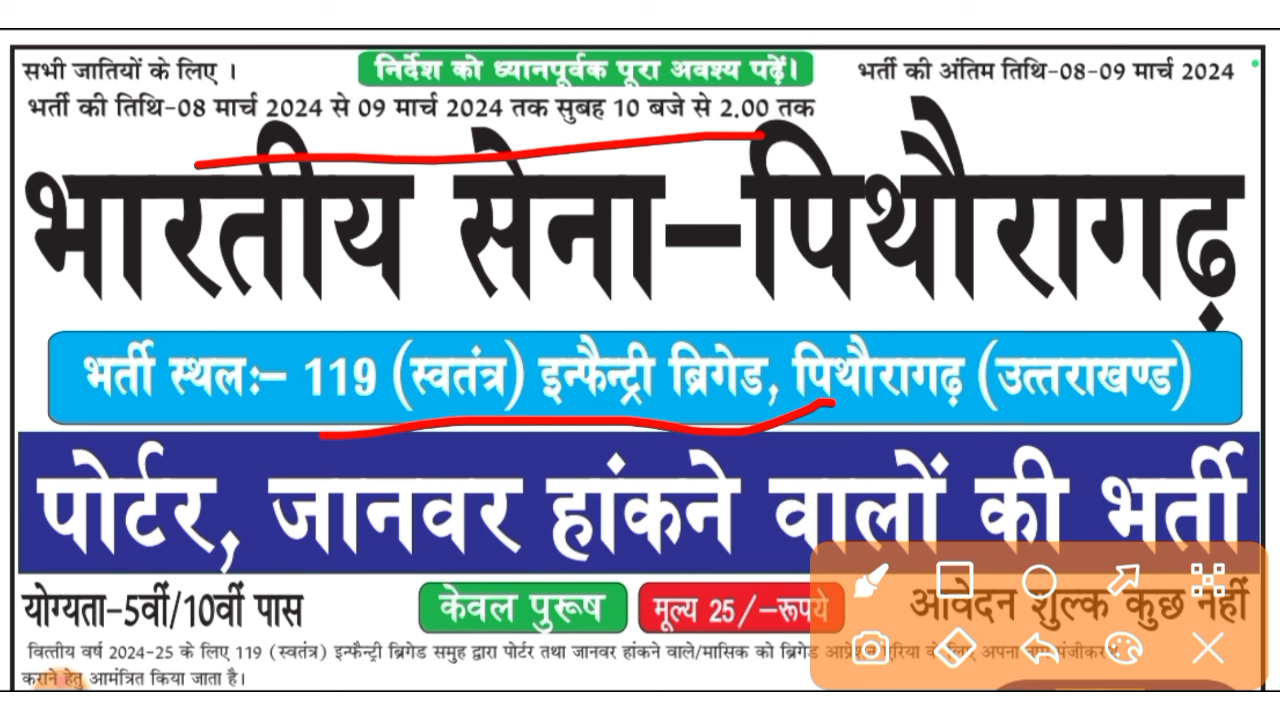 सभी जातियों के लिए ।
निर्देश को ध्यानपूर्वक पूरा अवश्य पढ़ें।
भर्ती की अंतिम तिथि-08-09 मार्च 2024
भर्ती की तिथि-08 मार्च 2024 से 09 मार्च 2024 तक सुबह 10 बजे से 2.00 तक
भारतीय सेना-पिथौरागढ़
भर्ती स्थलः- 119 (स्वतंत्र) इन्फैन्ट्री ब्रिगेड, पिथौरागढ़ (उत्तराखण्ड)
पोर्टर, जानवर हांकने वालों की भर्ती
योग्यता-5वीं/10वीं पास
केवल पुरूष
मूल्य 25/-रूपये
आवेदन शुल्क कुछ नहीं
वित्तीय वर्ष 2024-25 के लिए 119 (स्वतंत्र) इन्फैन्ट्री ब्रिगेड समुह द्वारा पोर्टर तथा जानवर हांकने वाले/मासिक को ब्रिगेड के लिए अपना
कराने हेतु आमंत्रित किया जाता है।